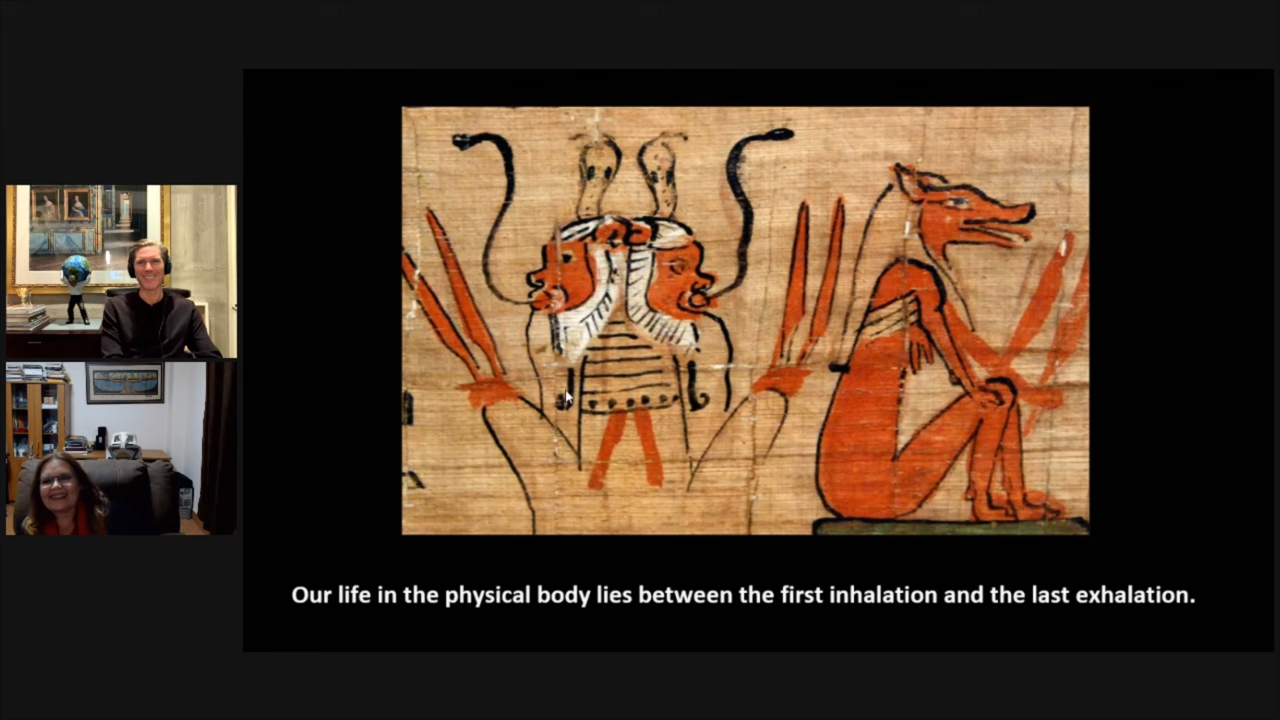 Our life in the physical body lies between the first inhalation and the last exhalation.